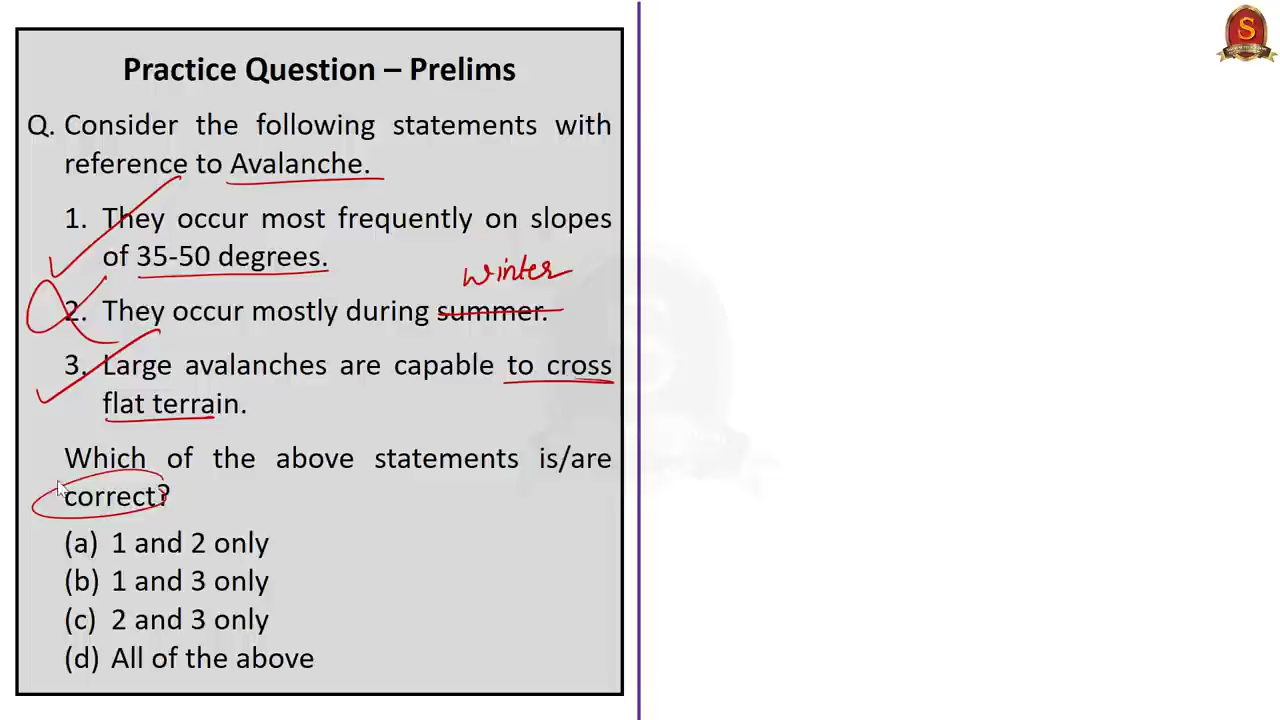 Practice Question – Prelims
Q. Consider the following statements with
reference to Avalanche.
1. They occur most frequently on slopes
of 35-50 degrees.
winter
2. They occur mostly during summer.
3. Large avalanches are capable to cross
flat terrain.
Which of the above statements is/are
correct?
(a) 1 and 2 only
(b) 1 and 3 only
(c) 2 and 3 only
(d) All of the above
S